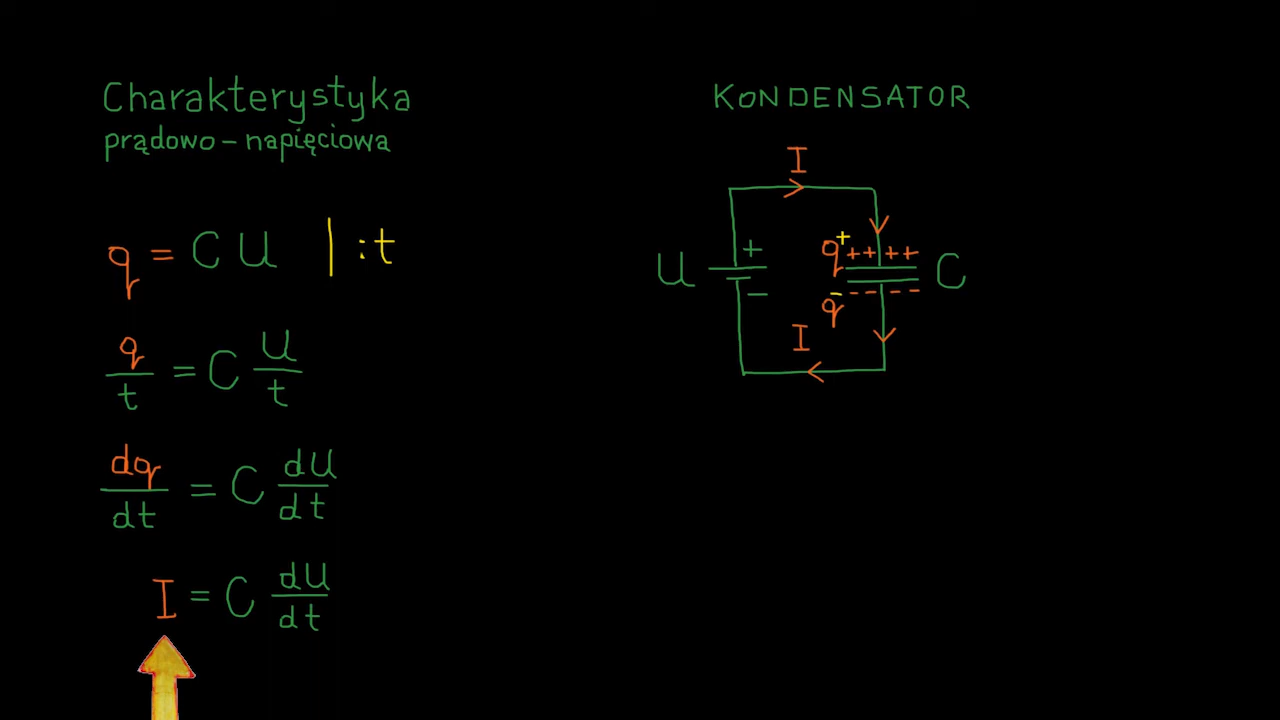 Charakterystyka
prądowo - napięciowa
q = C U | :t
q/t = C U/t
dq/dt = C dU/dt
I = C dU/dt
KONDENSATOR
I
U + −
q+ ++ ++ C
q− − − − −
I